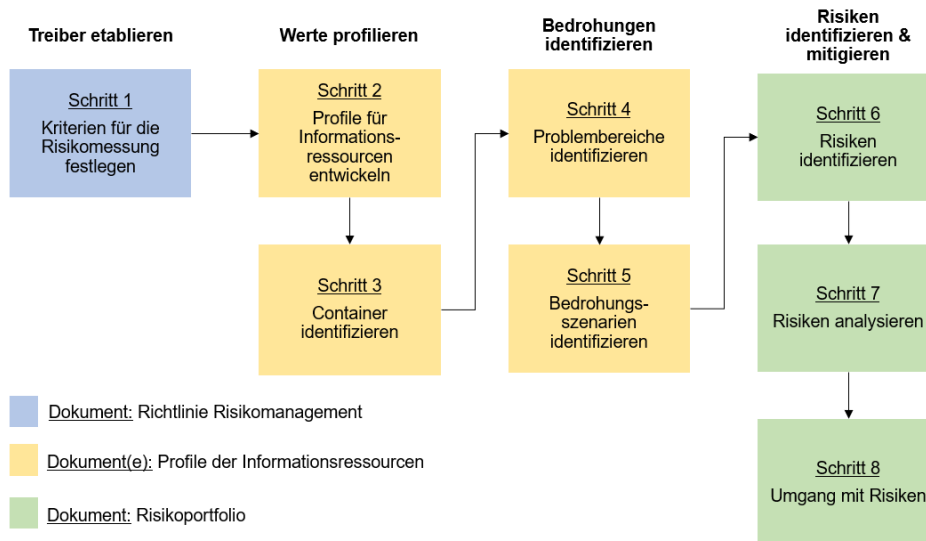 Treiber etablieren
Schritt 1
Kriterien für die
Risikomessung
festlegen
Werte profilieren
Schritt 2
Profile für
Informations-
ressourcen
entwickeln
Schritt 3
Container
identifizieren
Bedrohungen
identifizieren
Schritt 4
Problembereiche
identifizieren
Schritt 5
Bedrohungs-
szenarien
identifizieren
Risiken
identifizieren &
mitigieren
Schritt 6
Risiken
identifizieren
Schritt 7
Risiken analysieren
Schritt 8
Umgang mit Risiken
Dokument: Richtlinie Risikomanagement
Dokument(e): Profile der Informationsressourcen
Dokument: Risikoportfolio